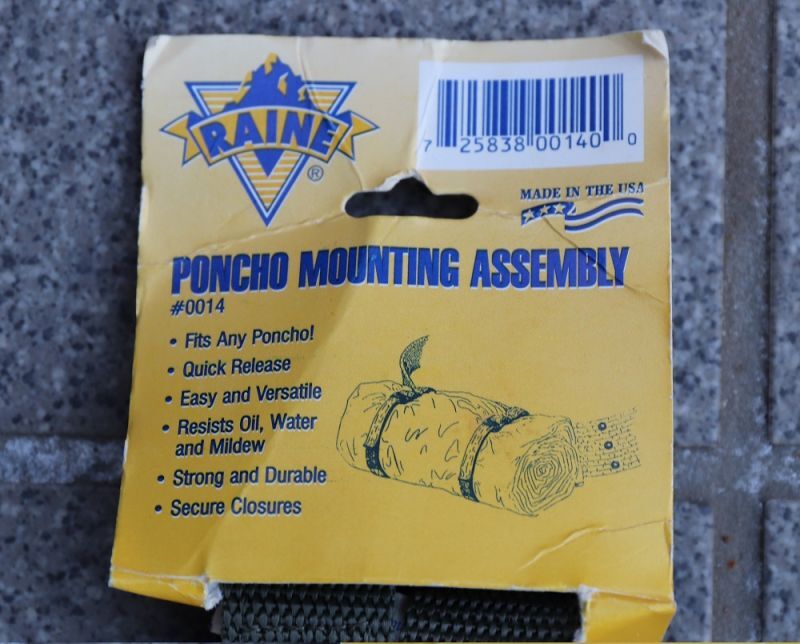 RAINE
®
7 25838 00140 0
MADE IN THE USA
PONCHO MOUNTING ASSEMBLY
#0014
• Fits Any Poncho!
• Quick Release
• Easy and Versatile
• Resists Oil, Water
and Mildew
• Strong and Durable
• Secure Closures